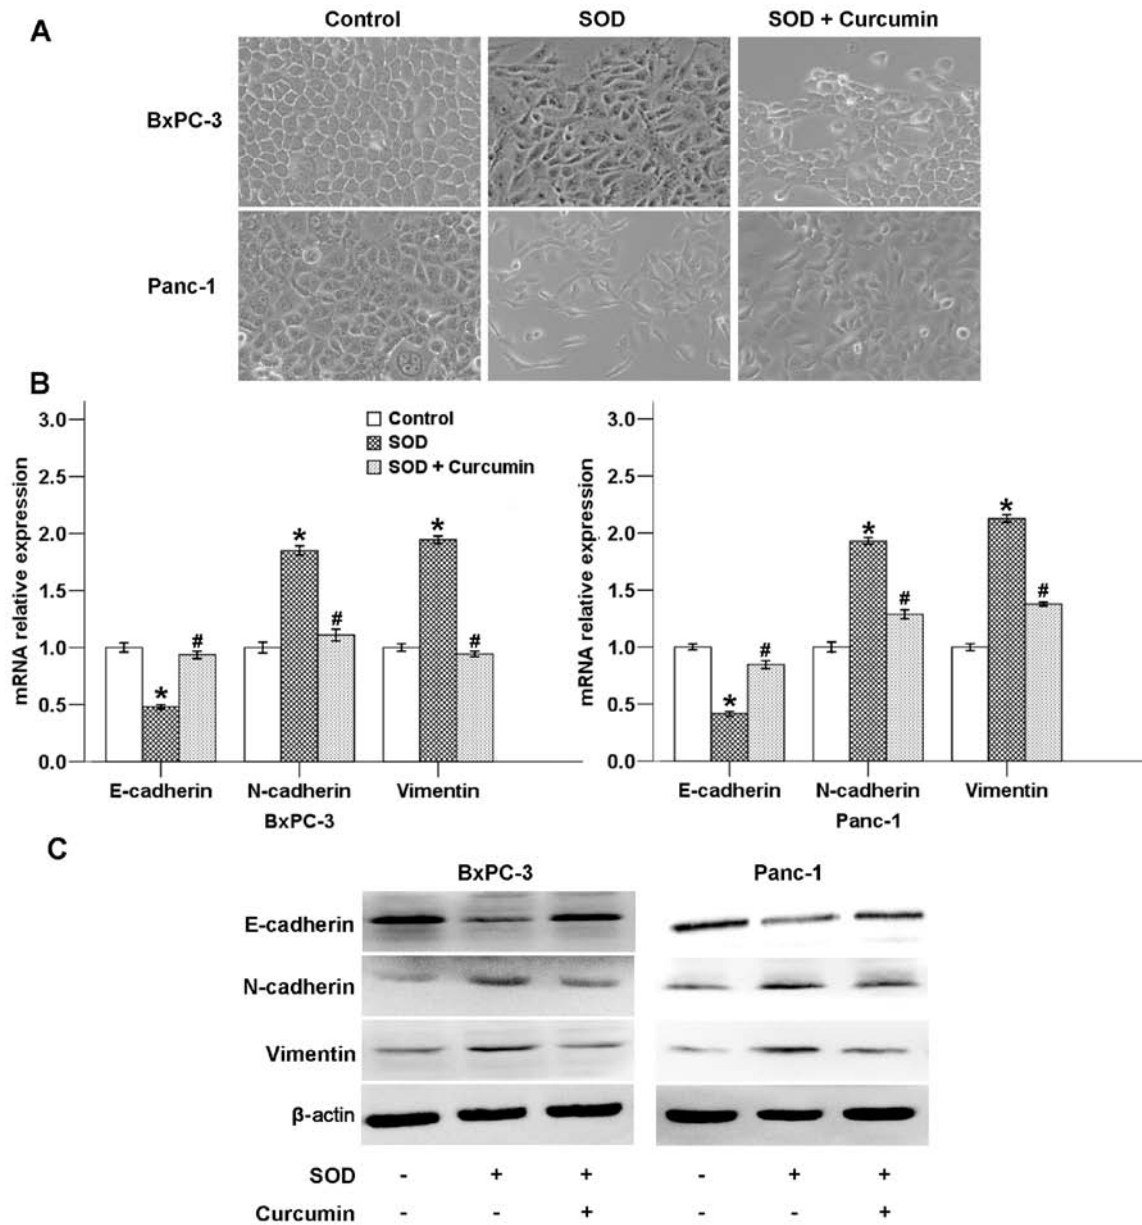 A
Control SOD SOD + Curcumin
BxPC-3
Panc-1
B
3.0 2.5 2.0 1.5 1.0 0.5 0.0
mRNA relative expression
Control
SOD
SOD + Curcumin
* # * # * #
E-cadherin N-cadherin Vimentin
BxPC-3
3.0 2.5 2.0 1.5 1.0 0.5 0.0
mRNA relative expression
* # * # * #
E-cadherin N-cadherin Vimentin
Panc-1
C
BxPC-3 Panc-1
E-cadherin
N-cadherin
Vimentin
β-actin
SOD - + + - + +
Curcumin - - + - - +